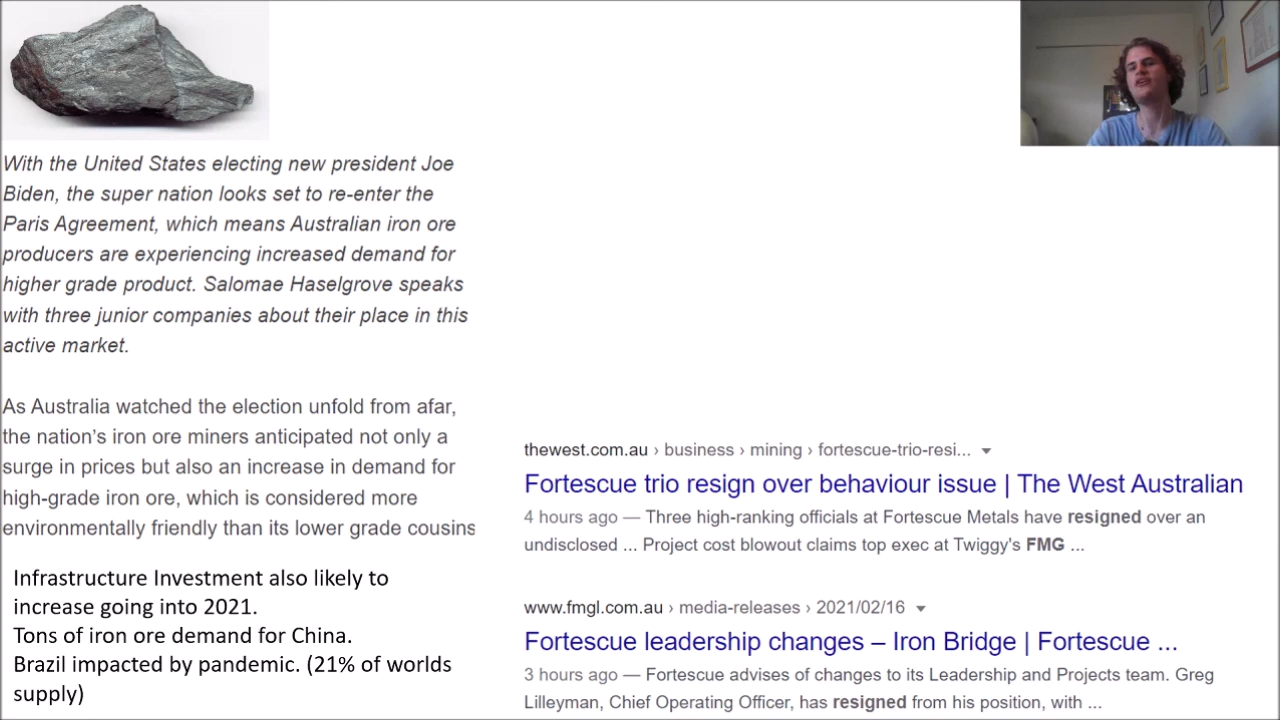 With the United States electing new president Joe
Biden, the super nation looks set to re-enter the
Paris Agreement, which means Australian iron ore
producers are experiencing increased demand for
higher grade product. Salomae Haselgrove speaks
with three junior companies about their place in this
active market.
As Australia watched the election unfold from afar,
the nation’s iron ore miners anticipated not only a
surge in prices but also an increase in demand for
high-grade iron ore, which is considered more
environmentally friendly than its lower grade cousins
Infrastructure Investment also likely to
increase going into 2021.
Tons of iron ore demand for China.
Brazil impacted by pandemic. (21% of worlds
supply)
thewest.com.au › business › mining › fortescue-trio-resi...
Fortescue trio resign over behaviour issue | The West Australian
4 hours ago — Three high-ranking officials at Fortescue Metals have resigned over an
undisclosed ... Project cost blowout claims top exec at Twiggy's FMG ...
www.fmgl.com.au › media-releases › 2021/02/16
Fortescue leadership changes – Iron Bridge | Fortescue ...
3 hours ago — Fortescue advises of changes to its Leadership and Projects team. Greg
Lilleyman, Chief Operating Officer, has resigned from his position, with ...